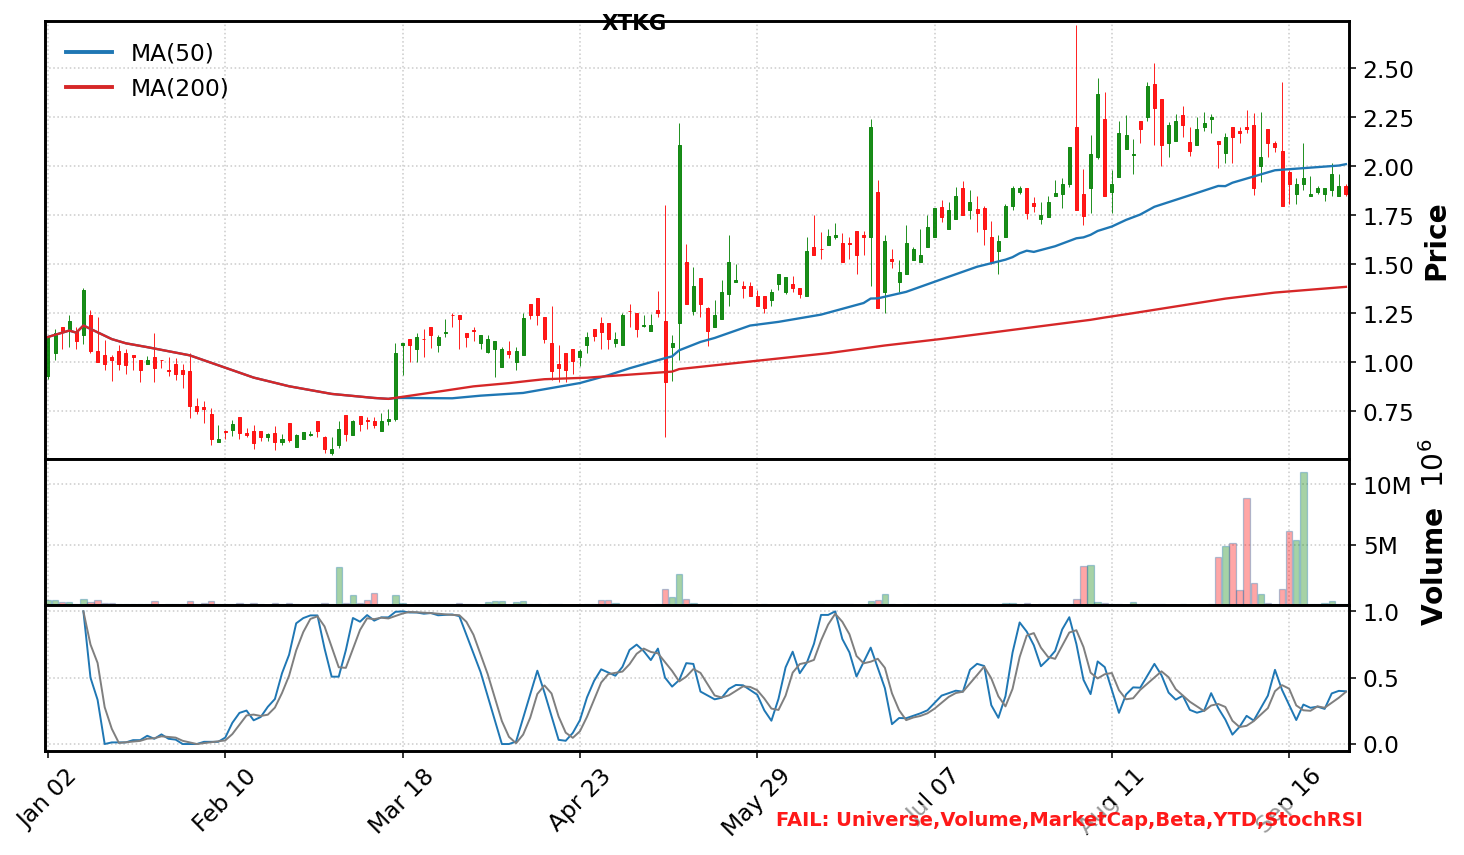 XTKG
MA(50)
MA(200)
2.50
2.25
2.00
1.75
1.50
1.25
1.00
0.75
Price
10M
5M
Volume 10^6
1.0
0.5
0.0
Jan 02
Feb 10
Mar 18
Apr 23
May 29
Jul 07
Aug 11
Sep 16
FAIL: Universe,Volume,MarketCap,Beta,YTD,StochRSI